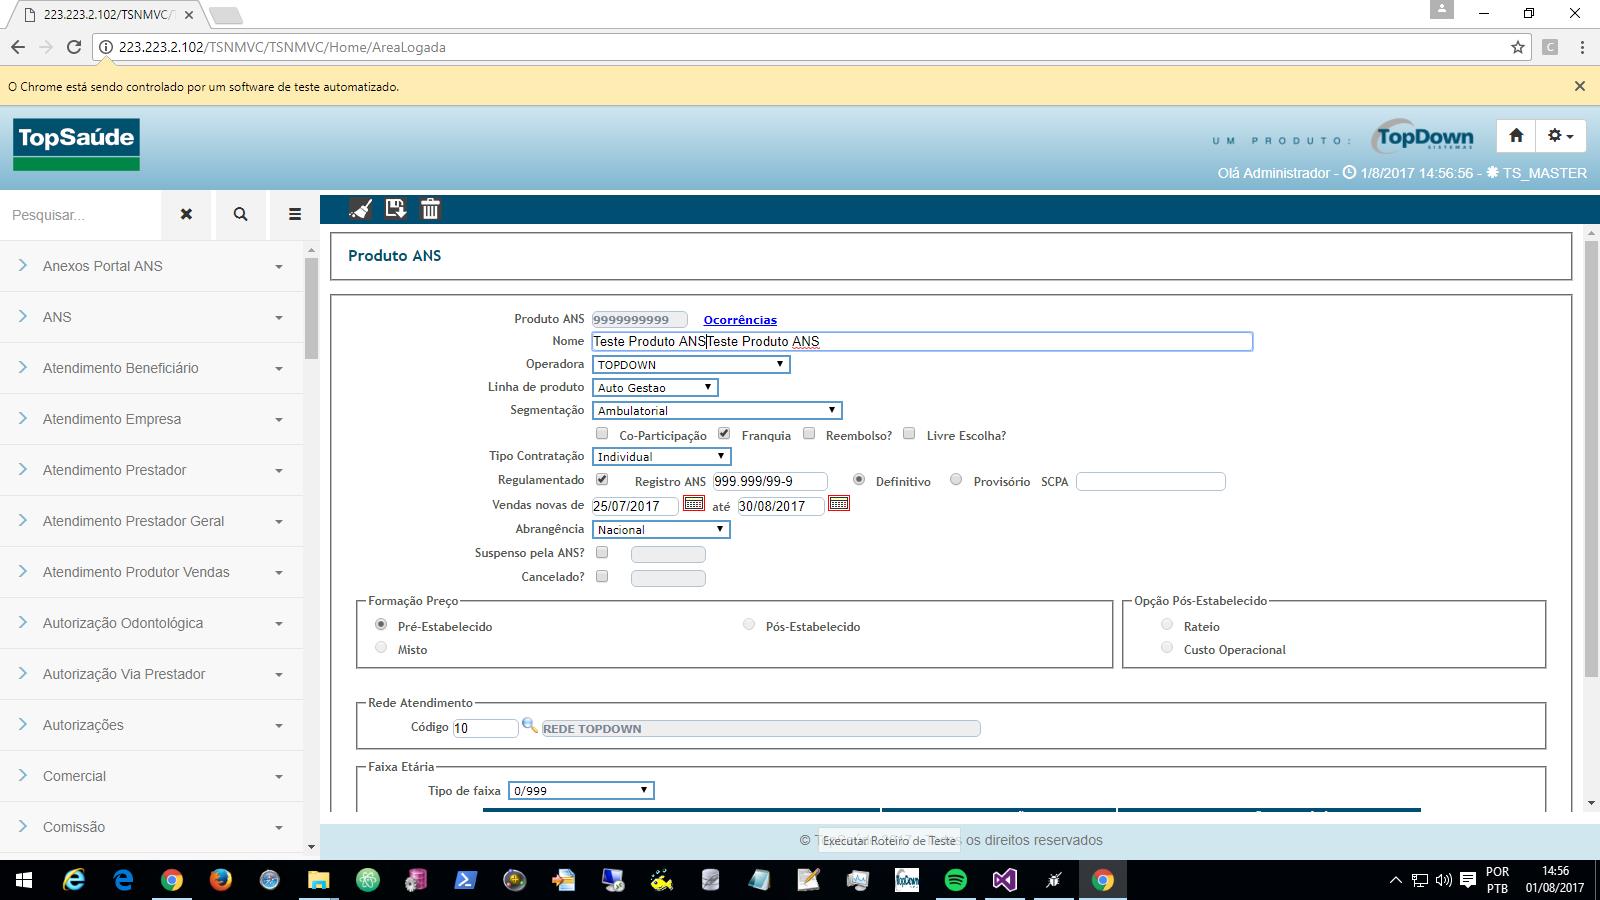 223.223.2.102/TSNMVC/T
223.223.2.102/TSNMVC/TSNMVC/Home/AreaLogada
C
O Chrome está sendo controlado por um software de teste automatizado.
TopSaúde
UM PRODUTO:
TopDown
SISTEMAS
Olá Administrador - 1/8/2017 14:56:56 - TS_MASTER
Pesquisar...
Anexos Portal ANS
ANS
Atendimento Beneficiário
Atendimento Empresa
Atendimento Prestador
Atendimento Prestador Geral
Atendimento Produtor Vendas
Autorização Odontológica
Autorização Via Prestador
Autorizações
Comercial
Comissão
Produto ANS
Produto ANS 9999999999 Ocorrências
Nome Teste Produto ANSTeste Produto ANS
Operadora TOPDOWN
Linha de produto Auto Gestao
Segmentação Ambulatorial
Co-Participação Franquia Reembolso? Livre Escolha?
Tipo Contratação Individual
Regulamentado Registro ANS 999.999/99-9 Definitivo Provisório SCPA
Vendas novas de 25/07/2017 até 30/08/2017
Abrangência Nacional
Suspenso pela ANS?
Cancelado?
Formação Preço
Pré-Estabelecido Pós-Estabelecido
Misto
Opção Pós-Estabelecido
Rateio
Custo Operacional
Rede Atendimento
Código 10 REDE TOPDOWN
Faixa Etária
Tipo de faixa 0/999
© os direitos reservados
Executar Roteiro de Teste
POR
PTB
14:56
01/08/2017